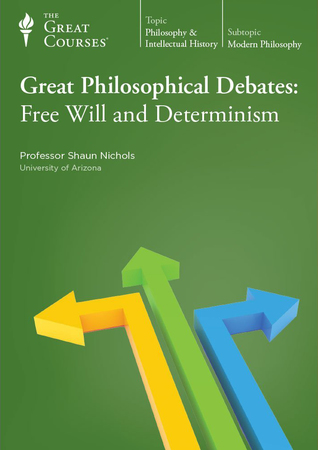 THE
GREAT
COURSES®
Topic
Philosophy &
Intellectual History
Subtopic
Modern Philosophy
Great Philosophical Debates:
Free Will and Determinism
Professor Shaun Nichols
University of Arizona